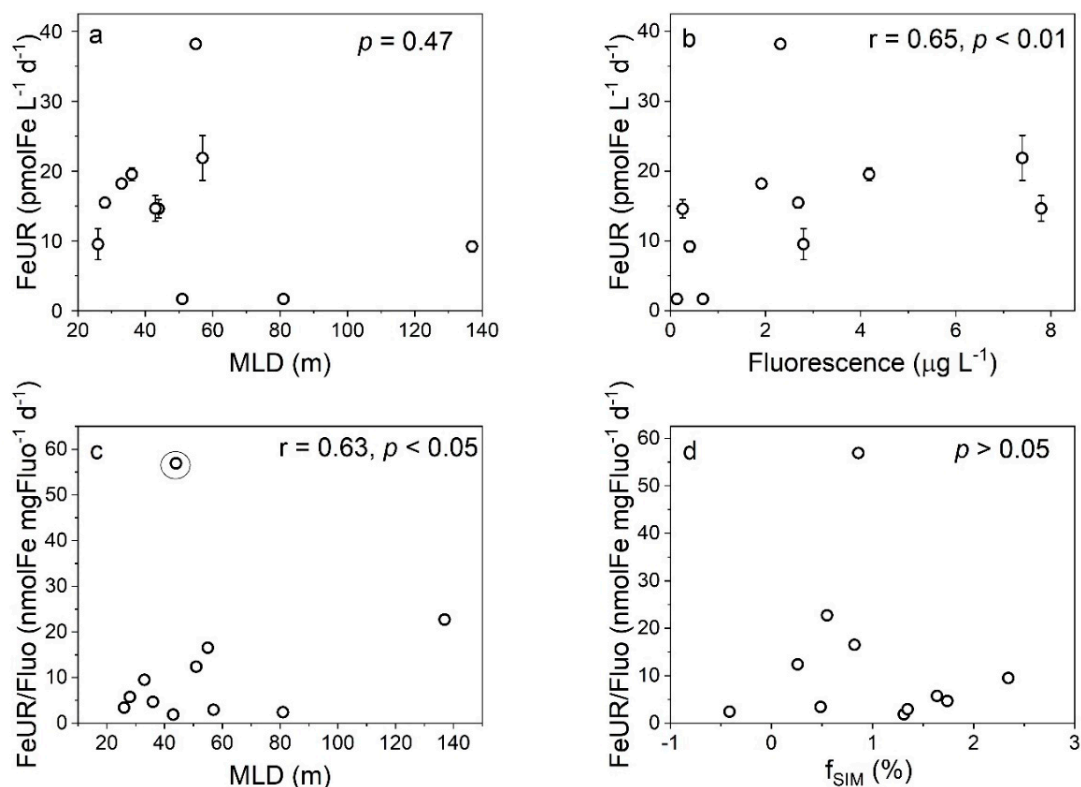 a
p = 0.47
FeUR (pmolFe L⁻¹ d⁻¹)
40
30
20
10
0
20 40 60 80 100 120 140
MLD (m)
b
r = 0.65, p < 0.01
FeUR (pmolFe L⁻¹ d⁻¹)
40
30
20
10
0
0 2 4 6 8
Fluorescence (μg L⁻¹)
c
r = 0.63, p < 0.05
FeUR/Fluo (nmolFe mgFluo⁻¹ d⁻¹)
60
50
40
30
20
10
0
20 40 60 80 100 120 140
MLD (m)
d
p > 0.05
FeUR/Fluo (nmolFe mgFluo⁻¹ d⁻¹)
60
50
40
30
20
10
0
-1 0 1 2 3
f_SIM (%)